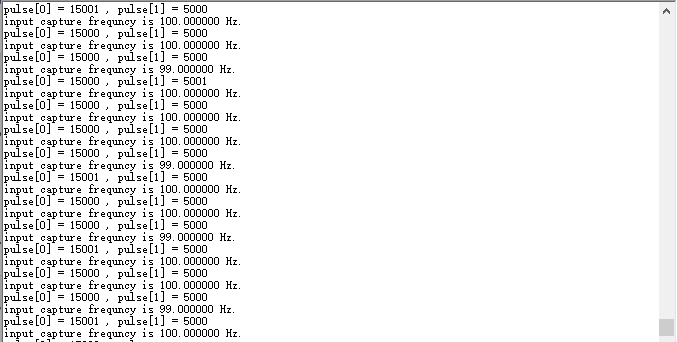 pulse[0] = 15001 , pulse[1] = 5000
input capture frequncy is 100.000000 Hz.
pulse[0] = 15000 , pulse[1] = 5000
input capture frequncy is 100.000000 Hz.
pulse[0] = 15000 , pulse[1] = 5000
input capture frequncy is 99.000000 Hz.
pulse[0] = 15000 , pulse[1] = 5001
input capture frequncy is 100.000000 Hz.
pulse[0] = 15000 , pulse[1] = 5000
input capture frequncy is 100.000000 Hz.
pulse[0] = 15000 , pulse[1] = 5000
input capture frequncy is 100.000000 Hz.
pulse[0] = 15000 , pulse[1] = 5000
input capture frequncy is 99.000000 Hz.
pulse[0] = 15001 , pulse[1] = 5000
input capture frequncy is 100.000000 Hz.
pulse[0] = 15000 , pulse[1] = 5000
input capture frequncy is 100.000000 Hz.
pulse[0] = 15000 , pulse[1] = 5000
input capture frequncy is 99.000000 Hz.
pulse[0] = 15001 , pulse[1] = 5000
input capture frequncy is 100.000000 Hz.
pulse[0] = 15000 , pulse[1] = 5000
input capture frequncy is 100.000000 Hz.
pulse[0] = 15000 , pulse[1] = 5000
input capture frequncy is 99.000000 Hz.
pulse[0] = 15001 , pulse[1] = 5000
input capture frequncy is 100.000000 Hz.